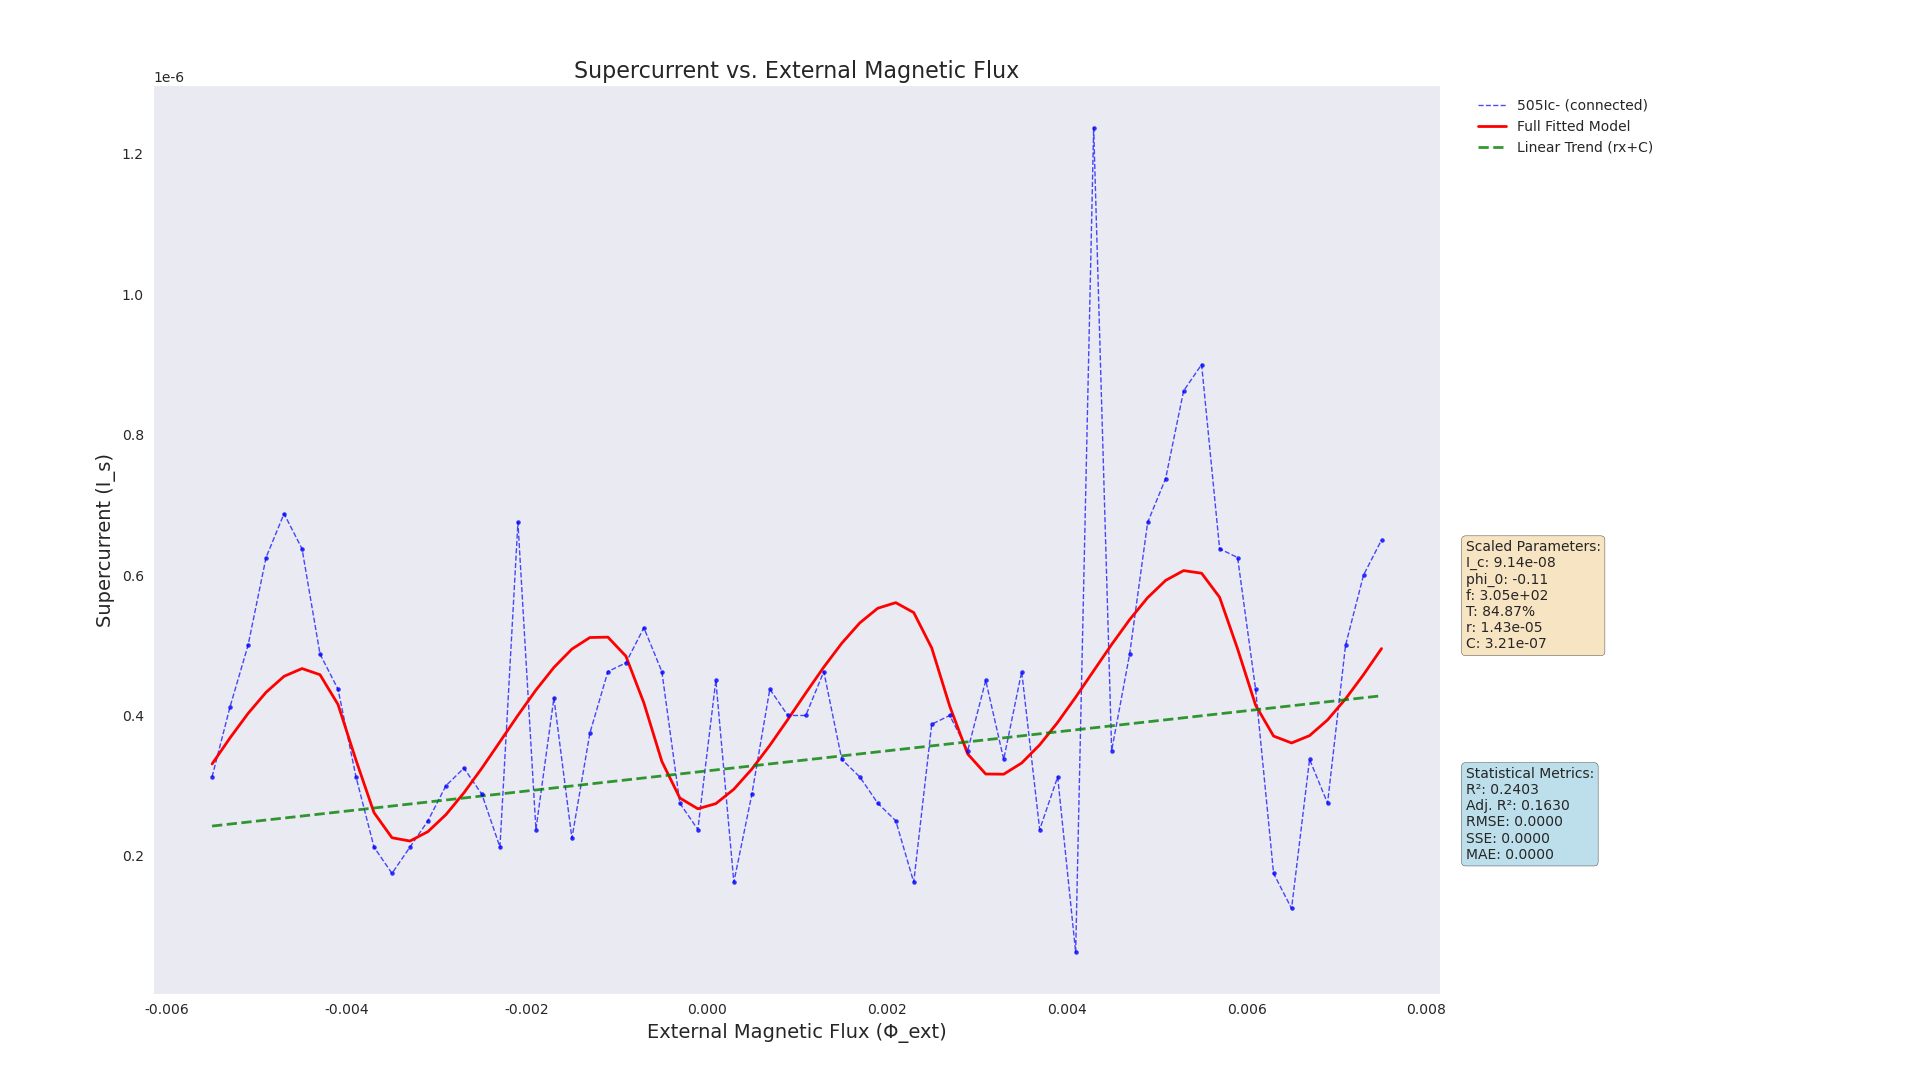 Supercurrent vs. External Magnetic Flux
1e-6
1.2
1.0
0.8
0.6
0.4
0.2
Supercurrent (I_s)
-0.006
-0.004
-0.002
0.000
0.002
0.004
0.006
0.008
External Magnetic Flux (Φ_ext)
505Ic- (connected)
Full Fitted Model
Linear Trend (rx+C)
Scaled Parameters:
I_c: 9.14e-08
phi_0: -0.11
f: 3.05e+02
T: 84.87%
r: 1.43e-05
C: 3.21e-07
Statistical Metrics:
R²: 0.2403
Adj. R²: 0.1630
RMSE: 0.0000
SSE: 0.0000
MAE: 0.0000